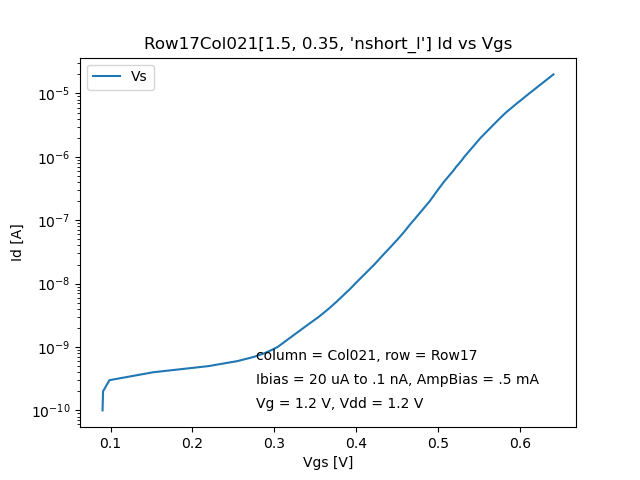 Row17Col021[1.5, 0.35, 'nshort_l'] Id vs Vgs
Vs
Id [A]
10⁻⁵
10⁻⁶
10⁻⁷
10⁻⁸
10⁻⁹
10⁻¹⁰
column = Col021, row = Row17
Ibias = 20 uA to .1 nA, AmpBias = .5 mA
Vg = 1.2 V, Vdd = 1.2 V
0.1 0.2 0.3 0.4 0.5 0.6
Vgs [V]